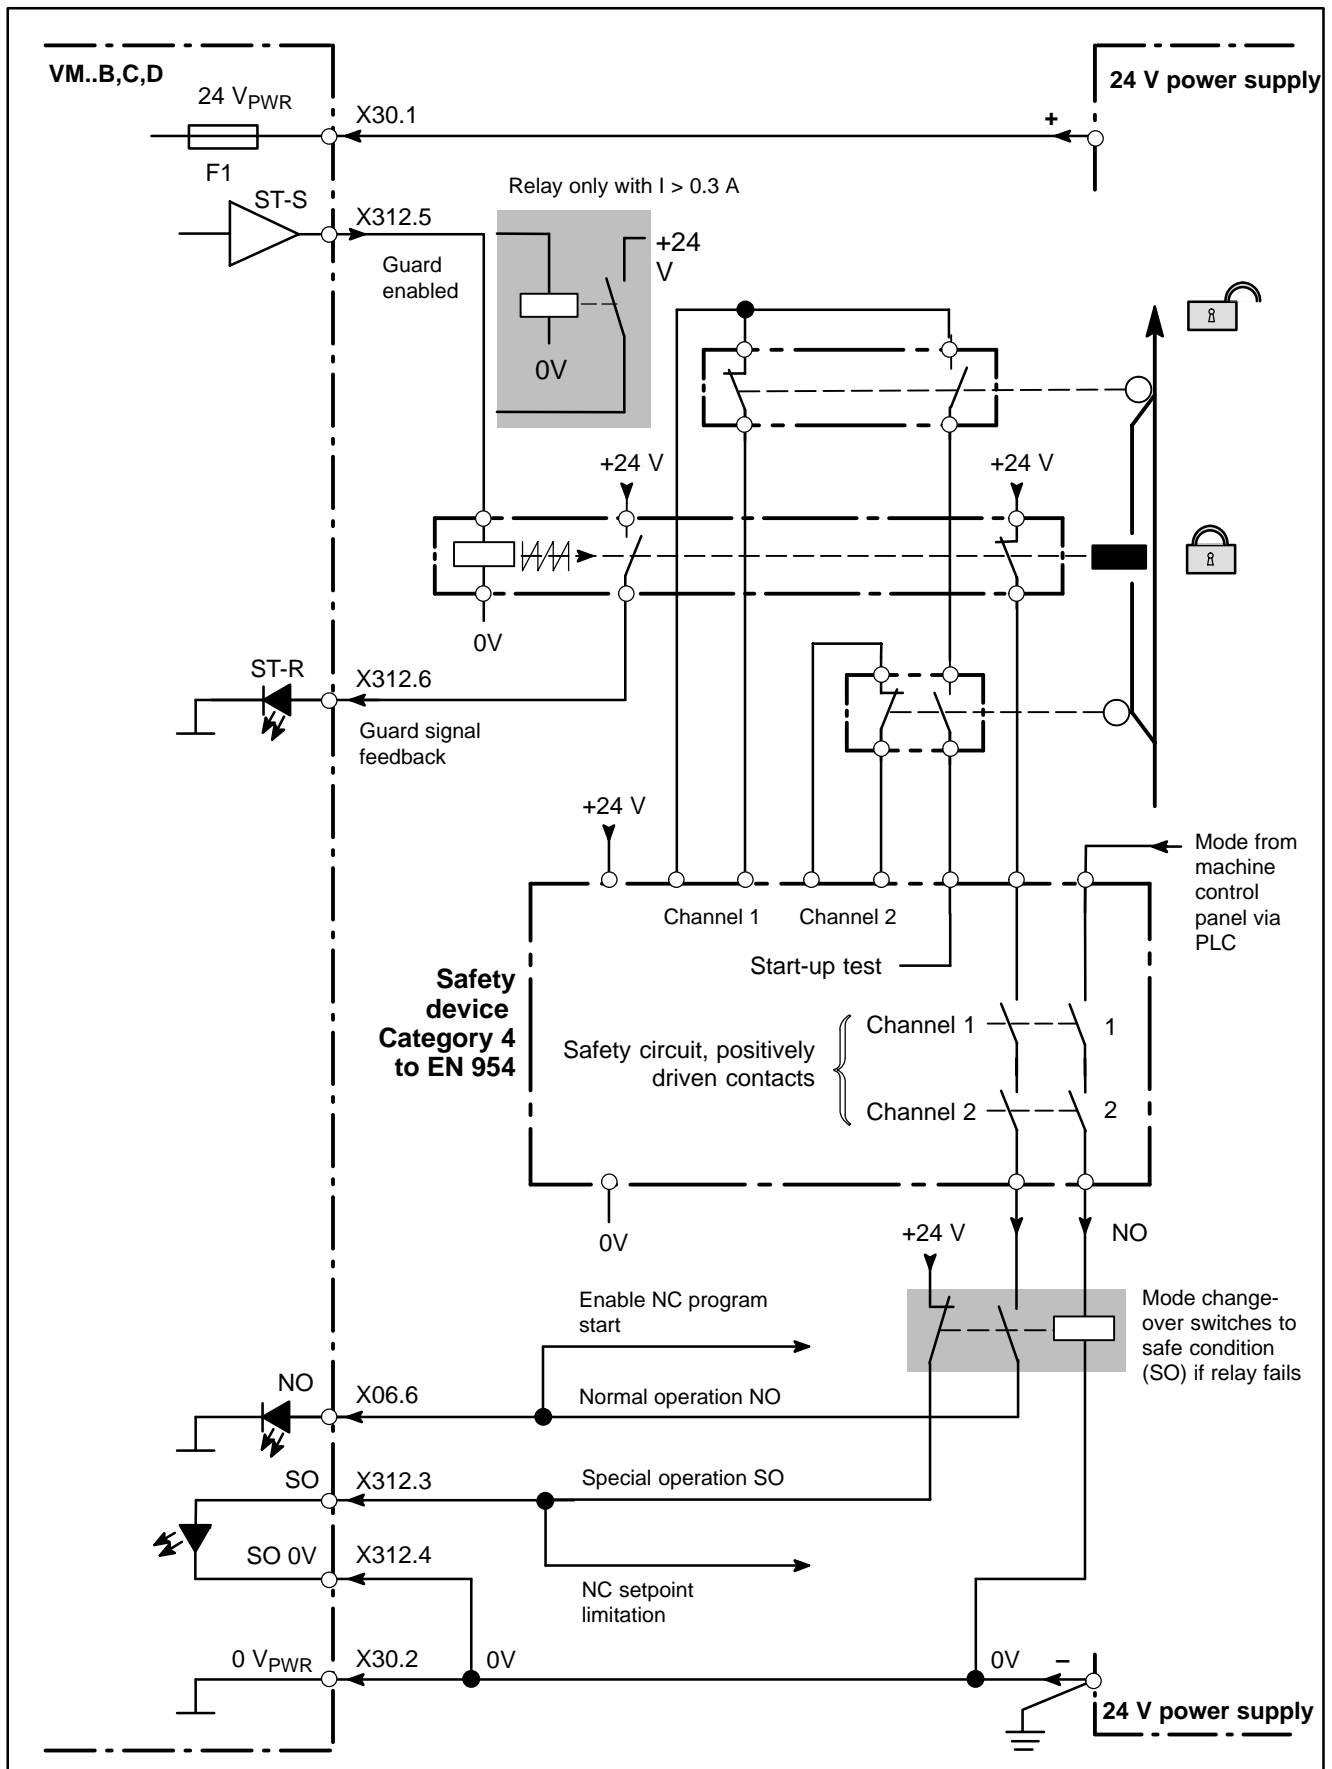 VM..B,C,D
24 V power supply
24 VPWR
X30.1
+
F1
Relay only with I > 0.3 A
ST-S
X312.5
+24
V
Guard
enabled
0V
+24 V
+24 V
0V
ST-R
X312.6
Guard signal
feedback
+24 V
Mode from
machine
control
panel via
PLC
Channel 1
Channel 2
Start-up test
Safety
device
Category 4
to EN 954
Channel 1
1
Safety circuit, positively
driven contacts
Channel 2
2
0V
+24 V
NO
Enable NC program
start
Mode change-
over switches to
safe condition
(SO) if relay fails
NO
X06.6
Normal operation NO
SO
X312.3
Special operation SO
SO 0V
X312.4
NC setpoint
limitation
0 VPWR
X30.2
0V
0V
–
24 V power supply